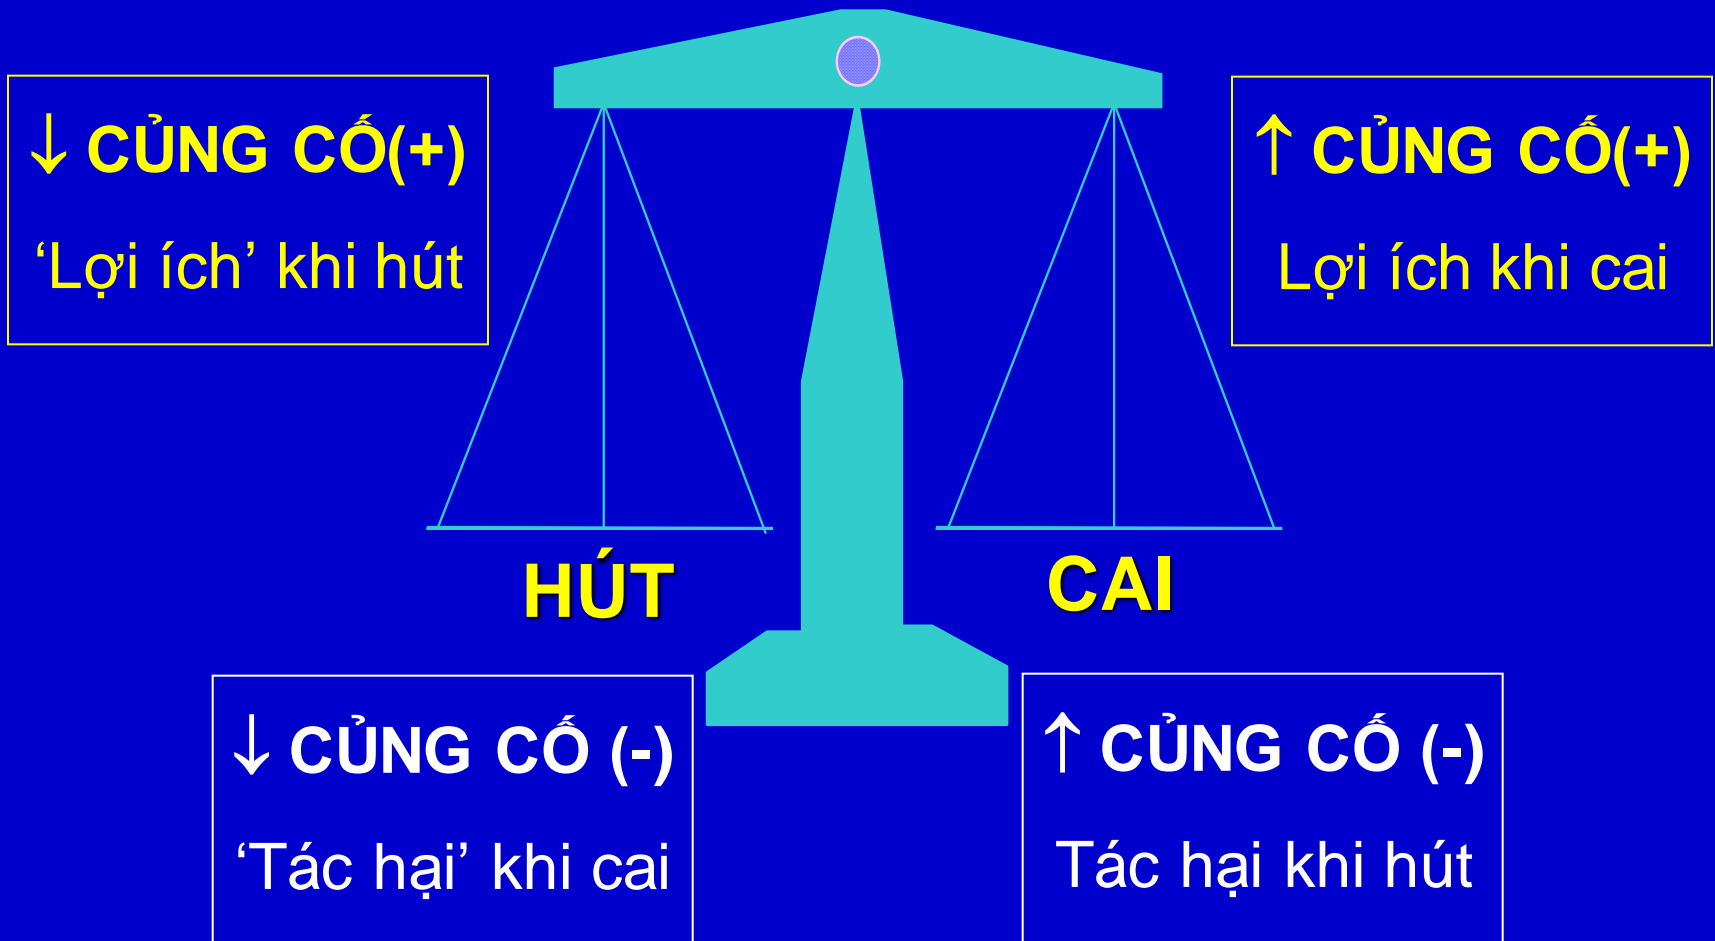 ↓ CỦNG CỐ(+)
‘Lợi ích’ khi hút
↑ CỦNG CỐ(+)
Lợi ích khi cai
HÚT
CAI
↓ CỦNG CỐ (-)
‘Tác hại’ khi cai
↑ CỦNG CỐ (-)
Tác hại khi hút